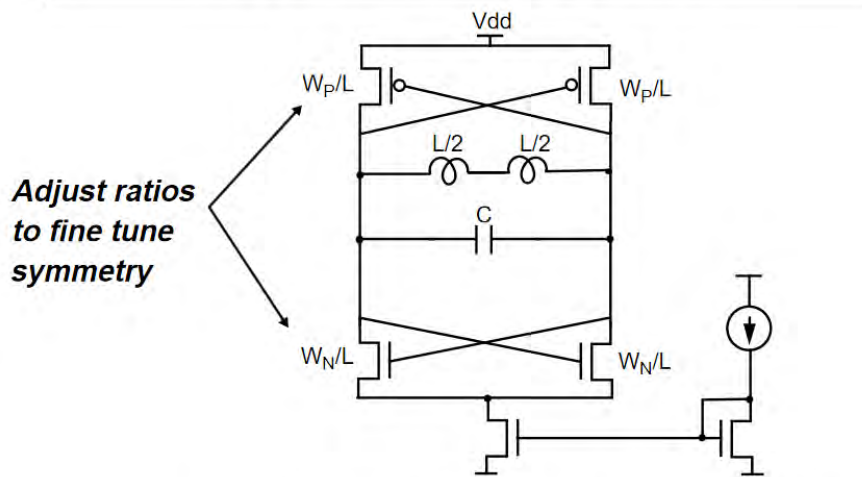 Vdd
WP/L
WP/L
L/2
L/2
Adjust ratios
to fine tune
symmetry
C
WN/L
WN/L